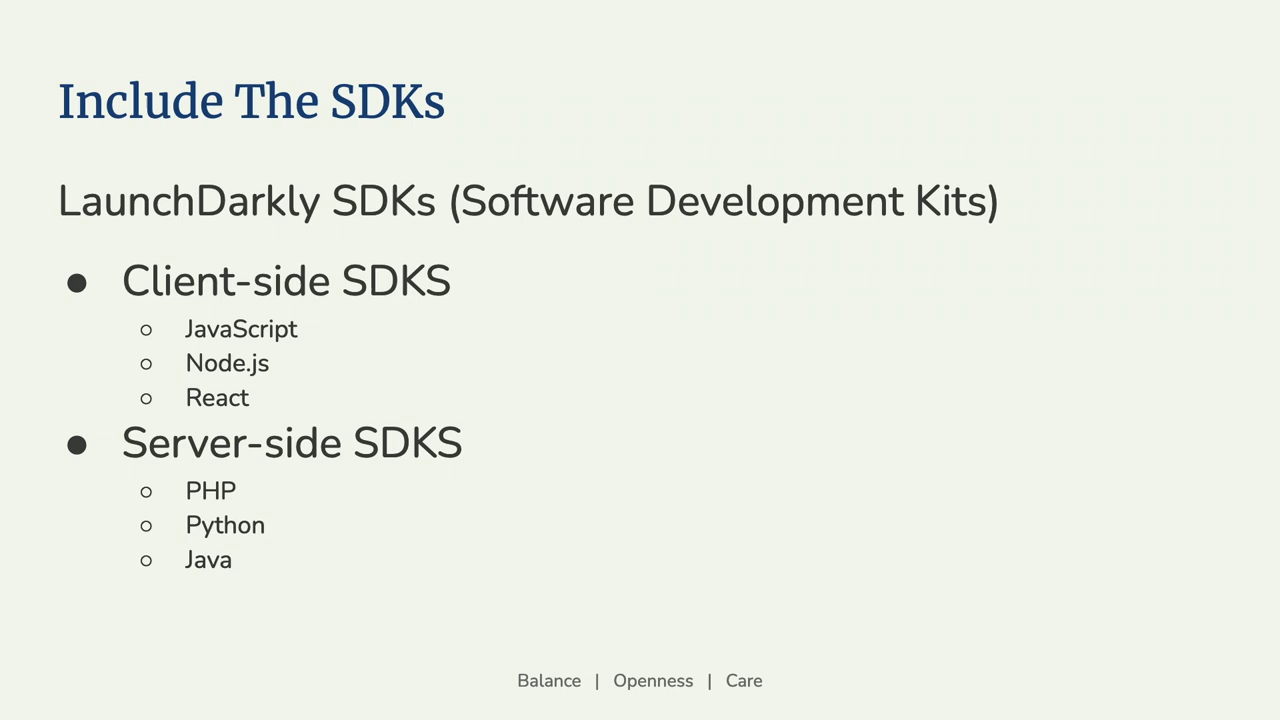 Include The SDKs
LaunchDarkly SDKs (Software Development Kits)
● Client-side SDKS
○ JavaScript
○ Node.js
○ React
● Server-side SDKS
○ PHP
○ Python
○ Java
Balance | Openness | Care